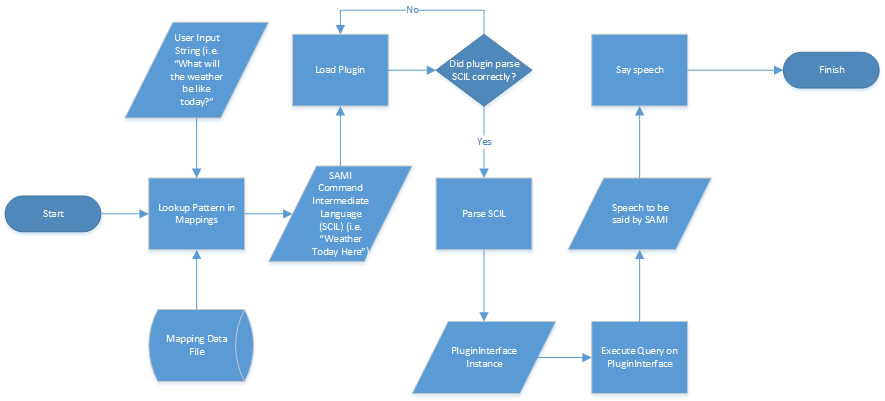 No
User Input
String (i.e.
“What will
the weather
be like
today?”
Load Plugin
Did plugin parse
SCIL correctly?
Say speech
Finish
Yes
Start
Lookup Pattern in
Mappings
SAMI
Command
Intermediate
Language
(SCIL) (i.e.
“Weather
Today Here”)
Parse SCIL
Speech to be
said by SAMI
Mapping Data
File
PluginInterface
Instance
Execute Query on
PluginInterface